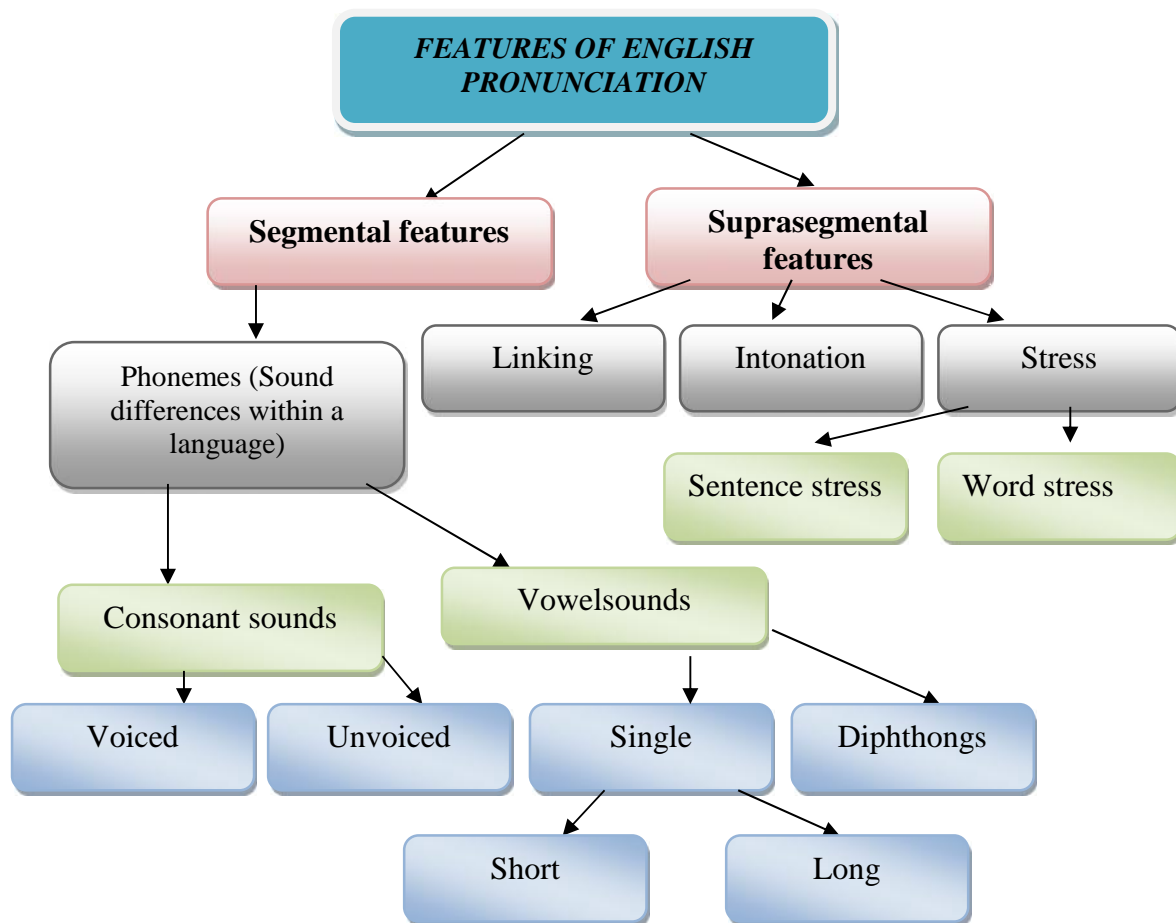 FEATURES OF ENGLISH
PRONUNCIATION
Segmental features
Suprasegmental
features
Linking
Intonation
Stress
Phonemes (Sound
differences within a
language)
Sentence stress
Word stress
Consonant sounds
Vowelsounds
Voiced
Unvoiced
Single
Diphthongs
Short
Long